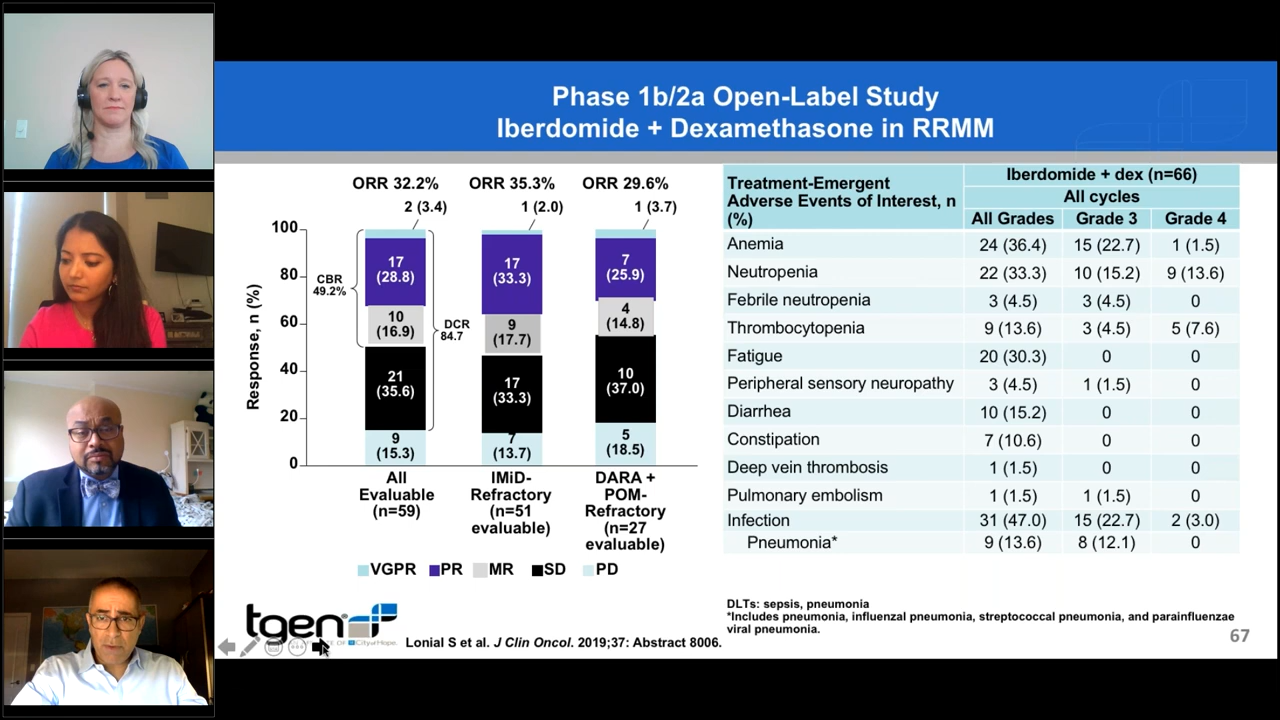 Phase 1b/2a Open-Label Study
Iberdomide + Dexamethasone in RRMM
ORR 32.2% ORR 35.3% ORR 29.6%
2 (3.4) 1 (2.0) 1 (3.7)
Response, n (%)
100
80
60
40
20
0
CBR
49.2%
DCR
84.7
17
(28.8)
10
(16.9)
21
(35.6)
9
(15.3)
17
(33.3)
9
(17.7)
17
(33.3)
7
(13.7)
7
(25.9)
4
(14.8)
10
(37.0)
5
(18.5)
All
Evaluable
(n=59)
IMiD-
Refractory
(n=51
evaluable)
DARA +
POM-
Refractory
(n=27
evaluable)
VGPR PR MR SD PD
Treatment-Emergent
Adverse Events of Interest, n
(%)
Iberdomide + dex (n=66)
All cycles
All Grades Grade 3 Grade 4
Anemia 24 (36.4) 15 (22.7) 1 (1.5)
Neutropenia 22 (33.3) 10 (15.2) 9 (13.6)
Febrile neutropenia 3 (4.5) 3 (4.5) 0
Thrombocytopenia 9 (13.6) 3 (4.5) 5 (7.6)
Fatigue 20 (30.3) 0 0
Peripheral sensory neuropathy 3 (4.5) 1 (1.5) 0
Diarrhea 10 (15.2) 0 0
Constipation 7 (10.6) 0 0
Deep vein thrombosis 1 (1.5) 0 0
Pulmonary embolism 1 (1.5) 1 (1.5) 0
Infection 31 (47.0) 15 (22.7) 2 (3.0)
Pneumonia* 9 (13.6) 8 (12.1) 0
DLTs: sepsis, pneumonia
*Includes pneumonia, influenzal pneumonia, streptococcal pneumonia, and parainfluenzae
viral pneumonia.
tgen
City of Hope.
Lonial S et al. J Clin Oncol. 2019;37: Abstract 8006.
67